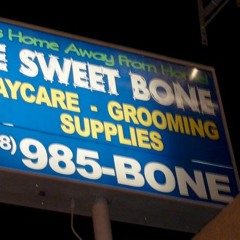 s Home Away From Home!
E SWEET BONE
AYCARE - GROOMING
SUPPLIES
8) 985-BONE